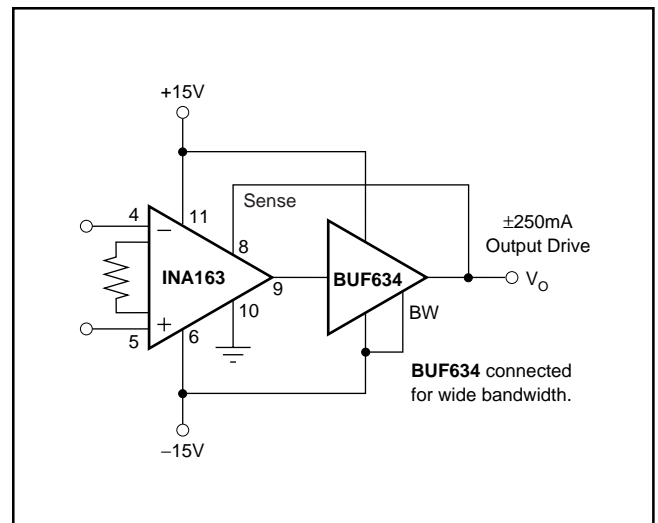 +15V
4
11
Sense
8
±250mA
Output Drive
−
INA163
9
BUF634
V_O
10
BW
+
5
6
BUF634 connected
for wide bandwidth.
−15V